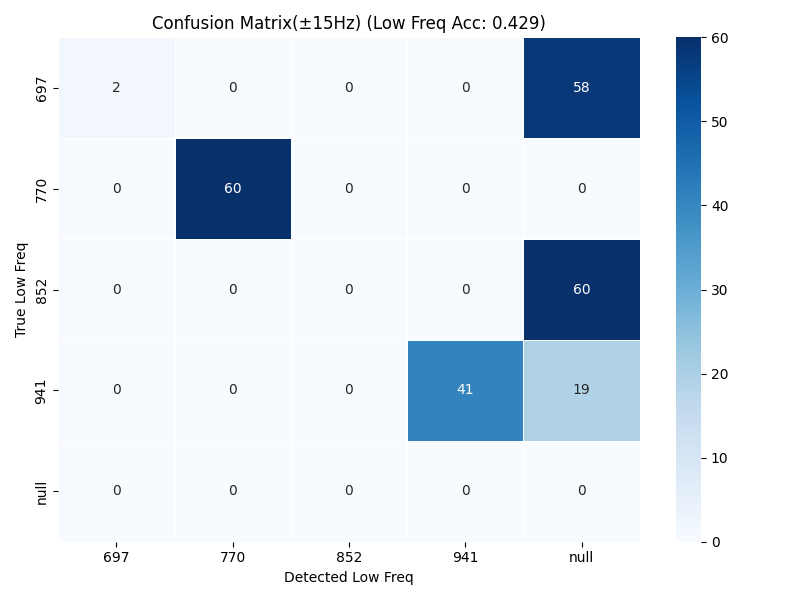 Confusion Matrix(±15Hz) (Low Freq Acc: 0.429)
True Low Freq
697 2 0 0 0 58
770 0 60 0 0 0
852 0 0 0 0 60
941 0 0 0 41 19
null 0 0 0 0 0
697 770 852 941 null
Detected Low Freq
60
50
40
30
20
10
0